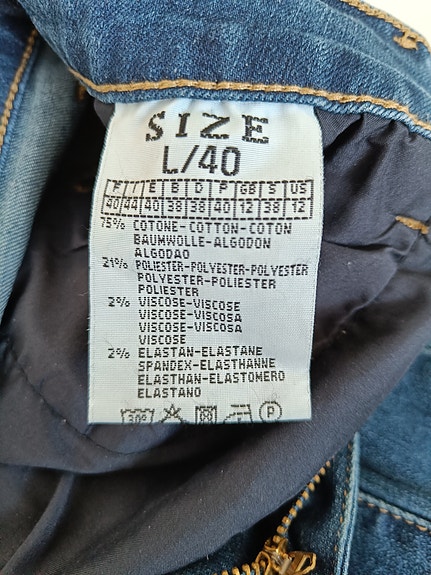 SIZE
L/40
F I E B D P GB S US
40 44 40 38 38 40 12 38 12
75% COTONE-COTTON-COTON
BAUMWOLLE-ALGODON
ALGODAO
21% POLIESTER-POLYESTER-POLYESTER
POLYESTER-POLIESTER
POLIESTER
2% VISCOSE-VISCOSE
VISCOSE-VISCOSA
VISCOSE-VISCOSA
VISCOSE
2% ELASTAN-ELASTANE
SPANDEX-ELASTHANNE
ELASTHAN-ELASTOMERO
ELASTANO
30° P